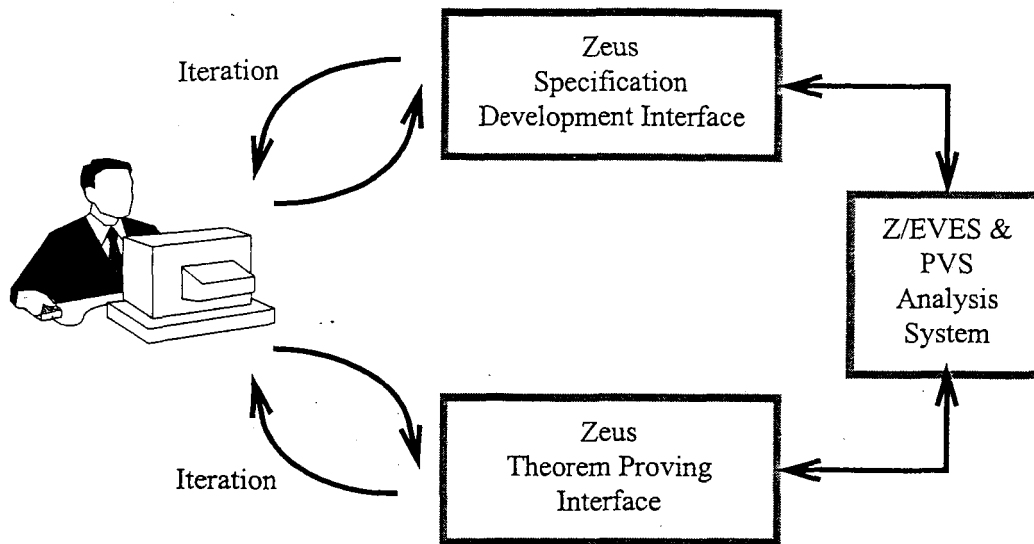 Iteration
Zeus
Specification
Development Interface
Z/EVES &
PVS
Analysis
System
Zeus
Theorem Proving
Interface
Iteration